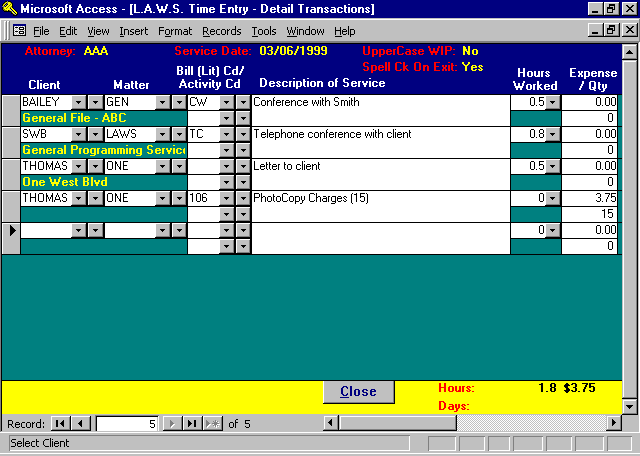 Microsoft Access - [L.A.W.S. Time Entry - Detail Transactions]
File Edit View Insert Format Records Tools Window Help
Attorney: AAA Service Date: 03/06/1999 UpperCase WIP: No
Spell Ck On Exit: Yes
Client Matter Bill (Lit) Cd/ Activity Cd Description of Service Hours Worked Expense / Qty
BAILEY GEN CW Conference with Smith 0.5 0.00
General File - ABC 0
SWB LAWS TC Telephone conference with client 0.8 0.00
General Programming Service 0
THOMAS ONE Letter to client 0.5 0.00
One West Blvd 0
THOMAS ONE 106 PhotoCopy Charges (15) 0 3.75
15
0 0.00
0
Close Hours: 1.8 $3.75
Days:
Record: 5 of 5
Select Client